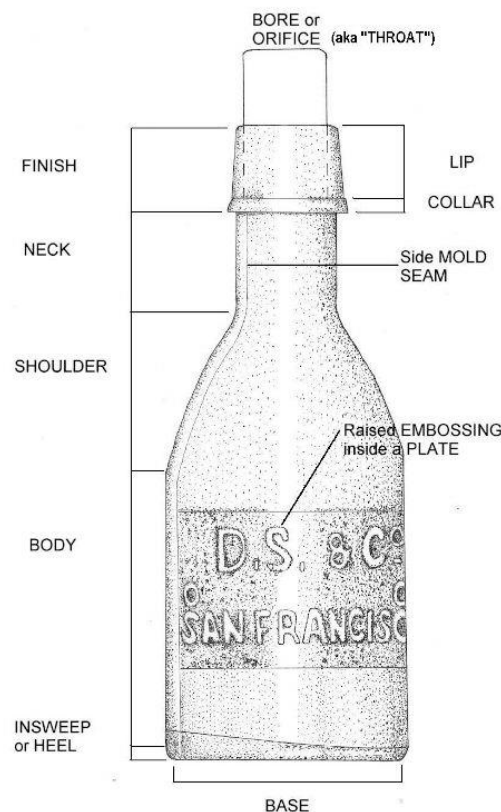 BORE or
ORIFICE (aka "THROAT")
FINISH
LIP
COLLAR
NECK
Side MOLD
SEAM
SHOULDER
Raised EMBOSSING
inside a PLATE
BODY
D.S. & Co
SAN FRANCISC
INSWEEP
or HEEL
BASE